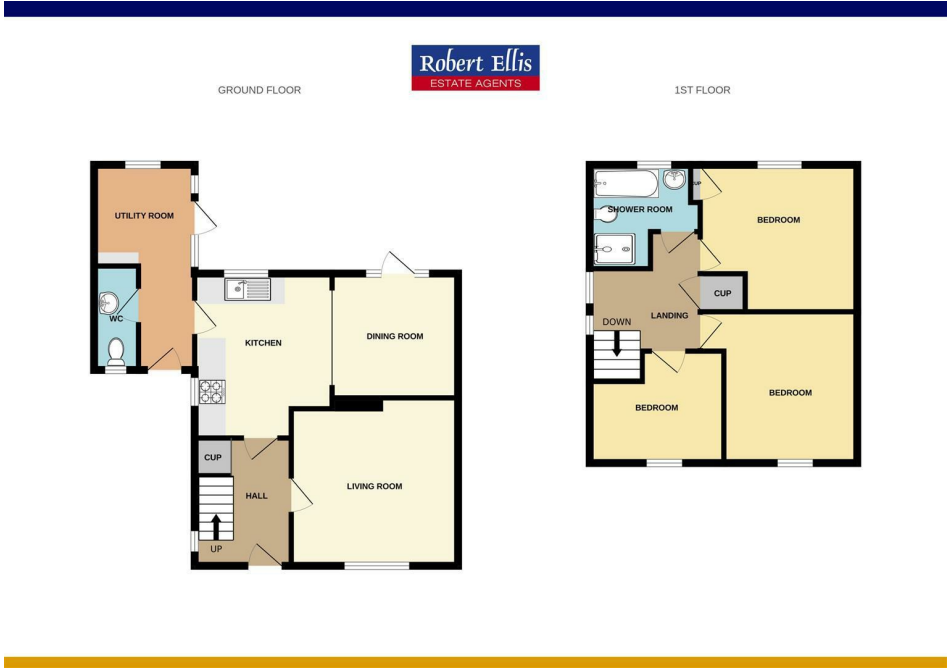 Robert Ellis
ESTATE AGENTS
GROUND FLOOR
1ST FLOOR
UTILITY ROOM
WC
KITCHEN
DINING ROOM
CUP
HALL
LIVING ROOM
UP
CUP
SHOWER ROOM
BEDROOM
CUP
LANDING
DOWN
BEDROOM
BEDROOM